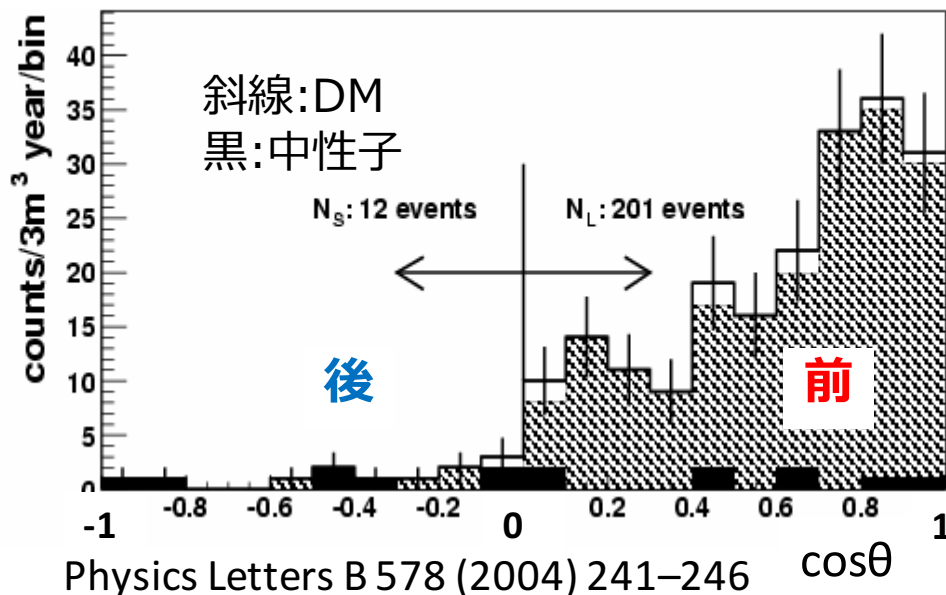 counts/3m³ year/bin
40
35
30
25
20
15
10
5
0
斜線:DM
黒:中性子
N_S: 12 events
N_L: 201 events
後
前
-1
-0.8
-0.6
-0.4
-0.2
0
0.2
0.4
0.6
0.8
1
cosθ
Physics Letters B 578 (2004) 241–246